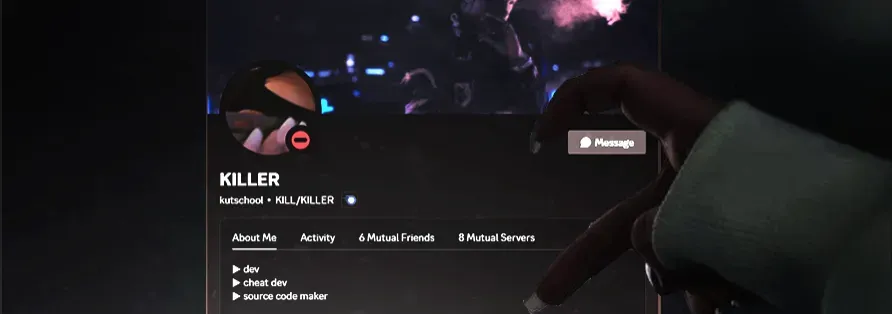 Message
KILLER
kutschool • KILL/KILLER
About Me Activity 6 Mutual Friends 8 Mutual Servers
▶ dev
▶ cheat dev
▶ source code maker